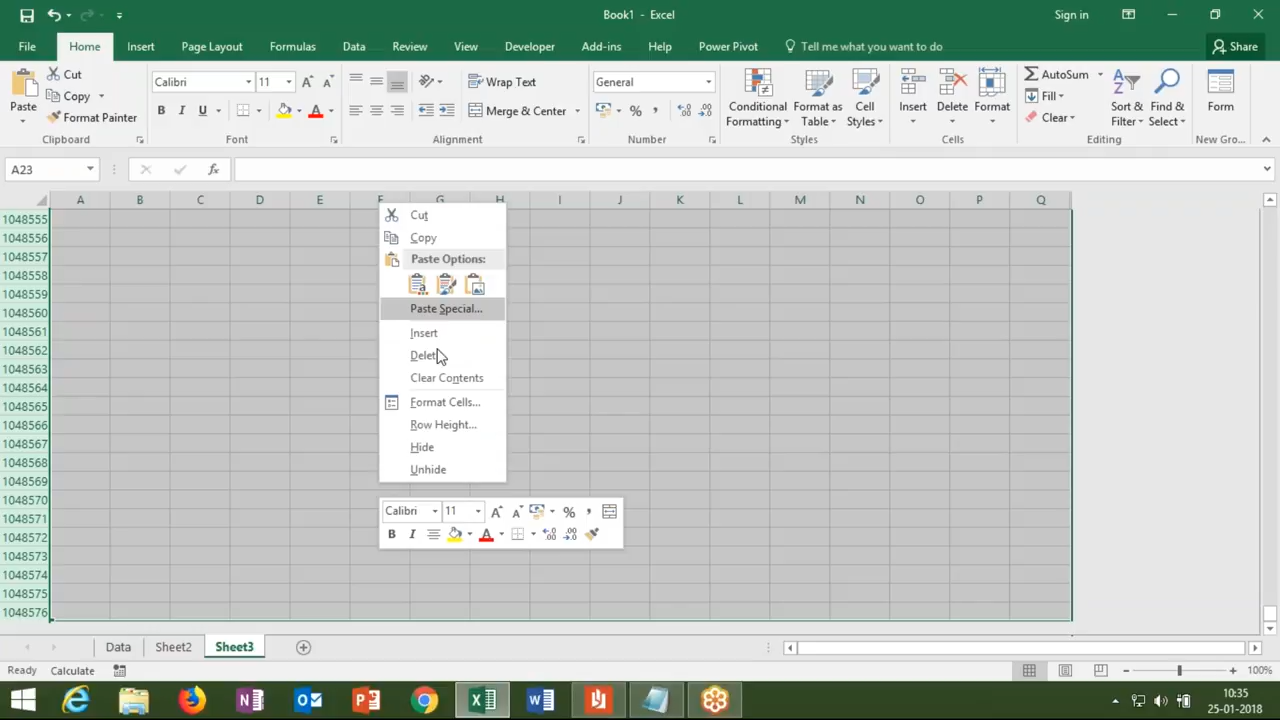 Book1 - Excel
Sign in
File Home Insert Page Layout Formulas Data Review View Developer Add-ins Help Power Pivot Tell me what you want to do Share
Paste
Cut
Copy
Format Painter
Clipboard
Calibri 11
B I U
Font
Wrap Text
Merge & Center
Alignment
General
%
Number
Conditional Formatting
Format as Table
Cell Styles
Styles
Insert
Delete
Format
Cells
AutoSum
Fill
Clear
Sort & Filter
Find & Select
Editing
Form
New Gro...
A23
fx
A B C D E F G H I J K L M N O P Q
1048555
1048556
1048557
1048558
1048559
1048560
1048561
1048562
1048563
1048564
1048565
1048566
1048567
1048568
1048569
1048570
1048571
1048572
1048573
1048574
1048575
1048576
Cut
Copy
Paste Options:
Paste Special...
Insert
Delet
Clear Contents
Format Cells...
Row Height...
Hide
Unhide
Calibri 11 %
B I A
Data Sheet2 Sheet3
Ready Calculate 100%
10:35
25-01-2018